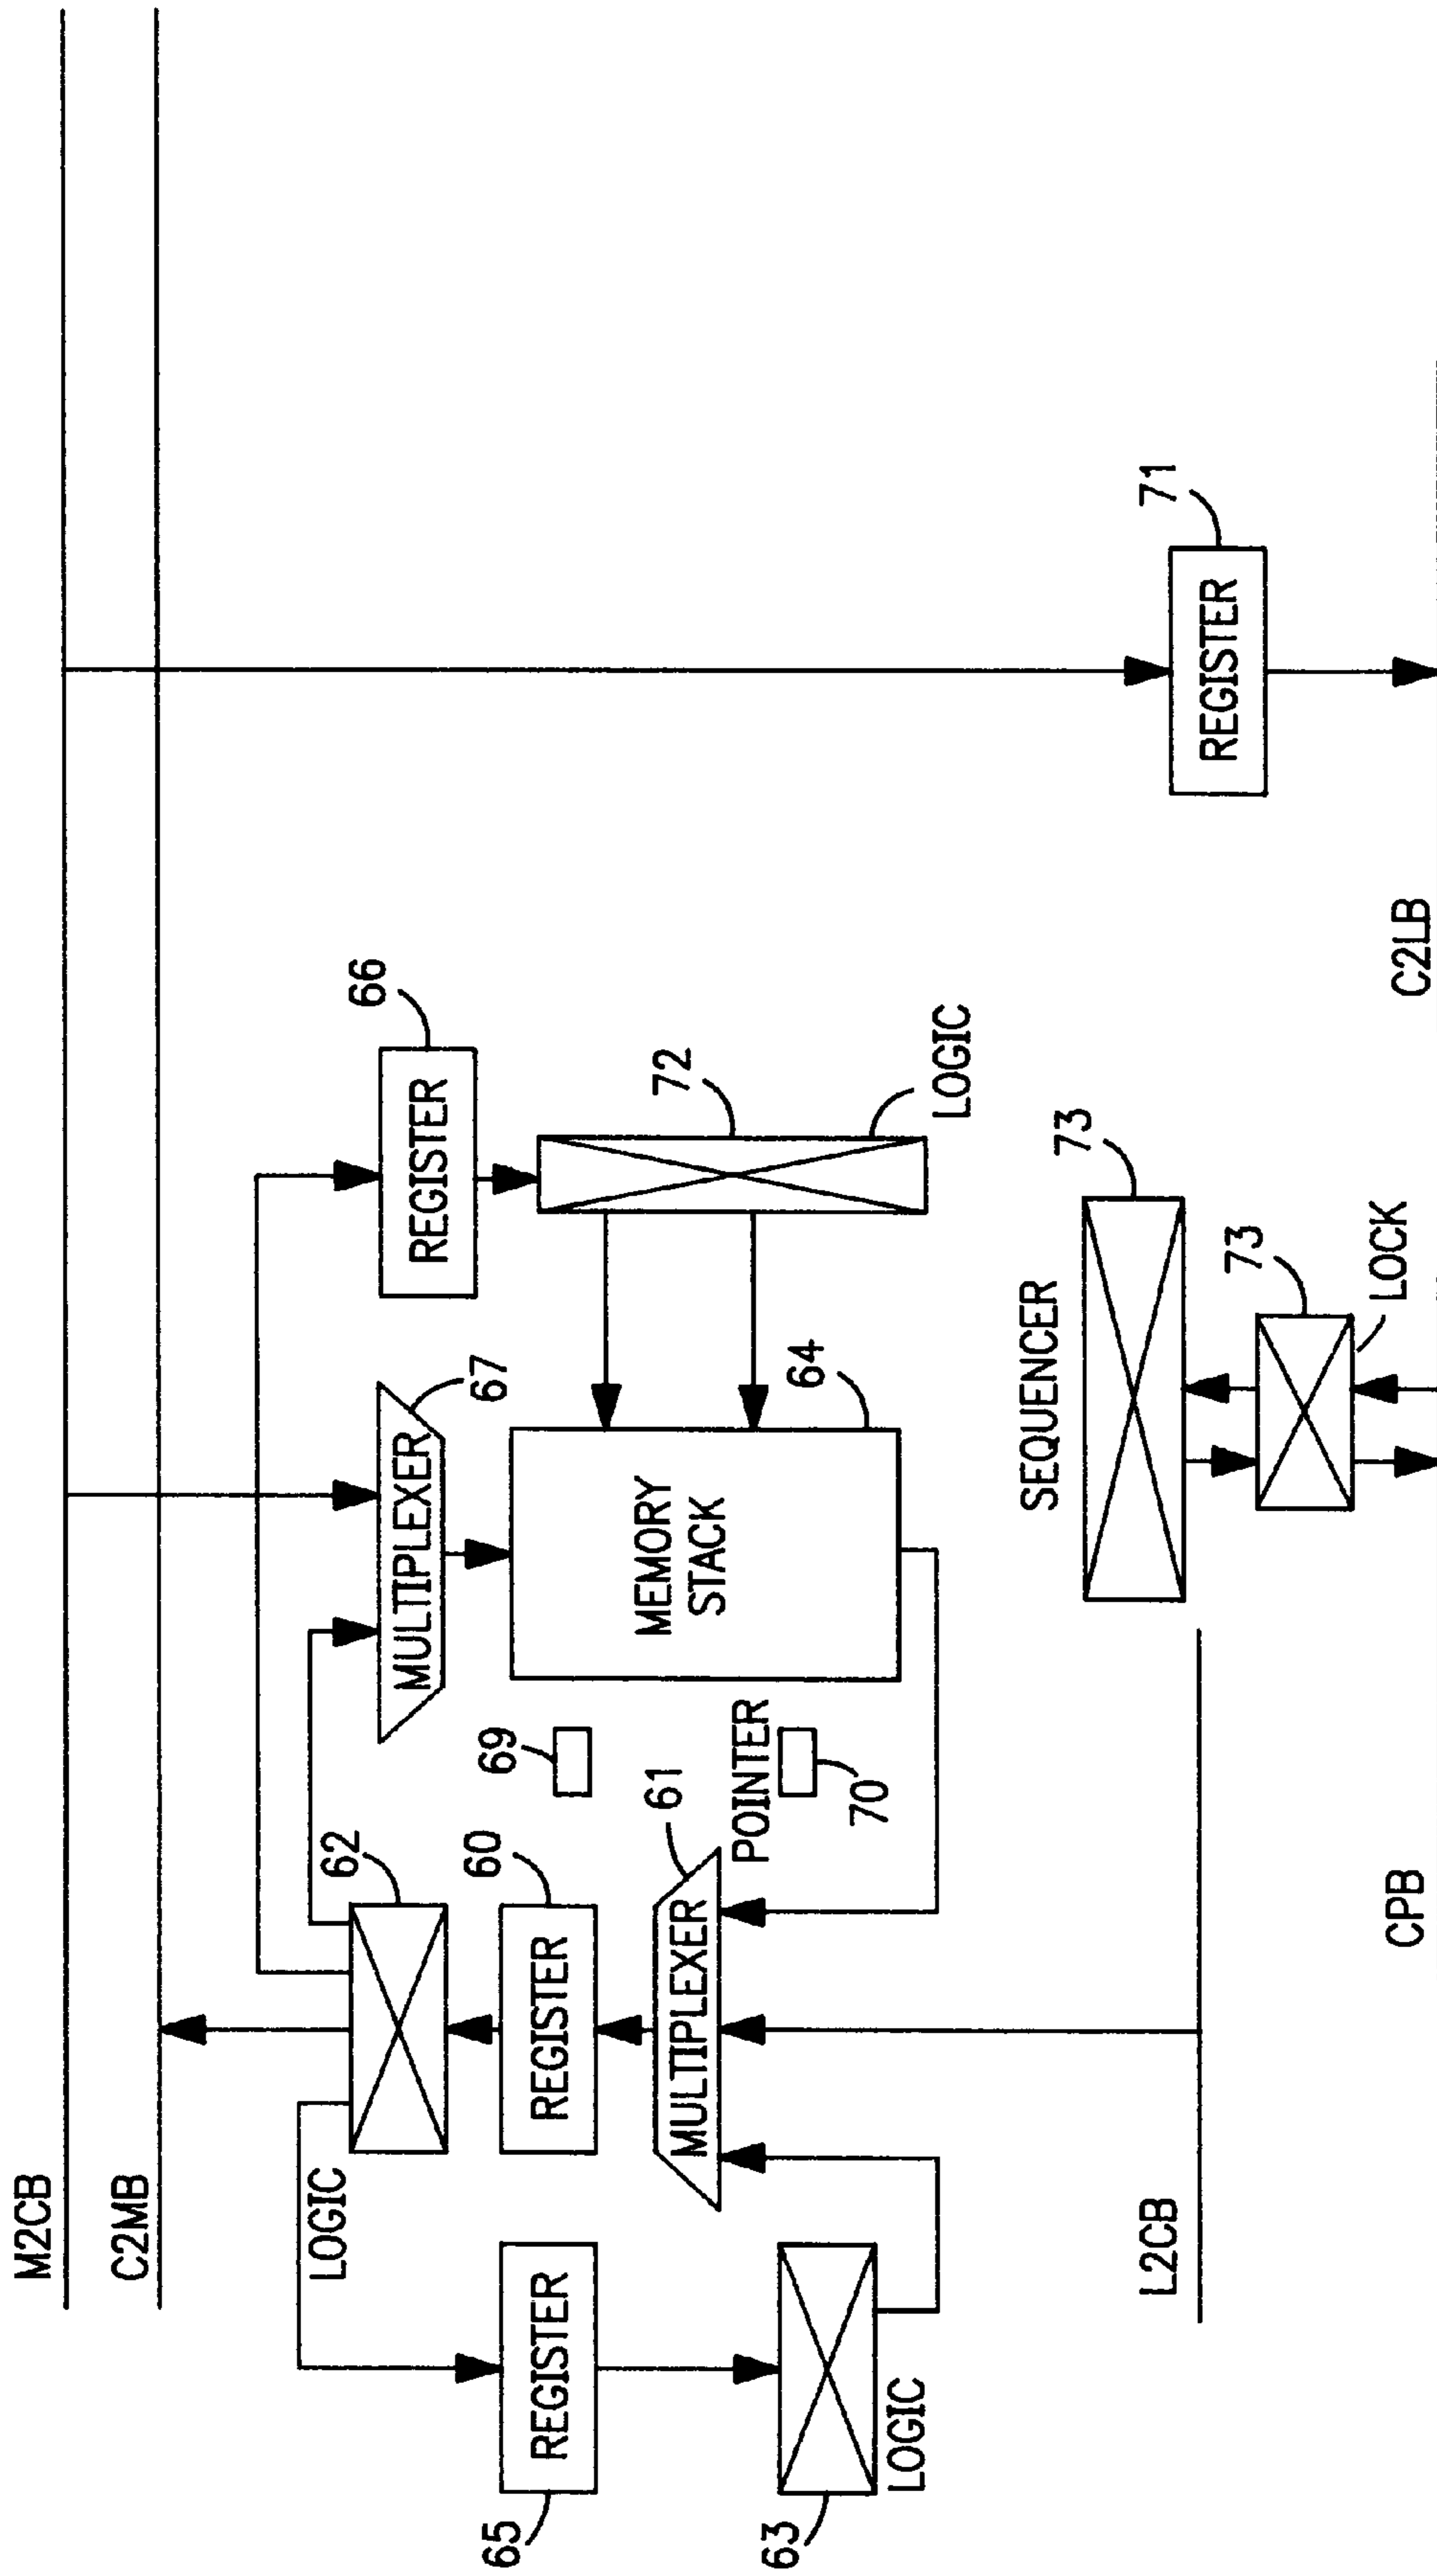 M2CB
C2MB
LOGIC
62
66
REGISTER
67
MULTIPLEXER
65
REGISTER
60
REGISTER
69
MEMORY
STACK
64
72
LOGIC
61
MULTIPLEXER
POINTER
70
63
LOGIC
L2CB
SEQUENCER
73
73
LOCK
71
REGISTER
CPB
C2LB